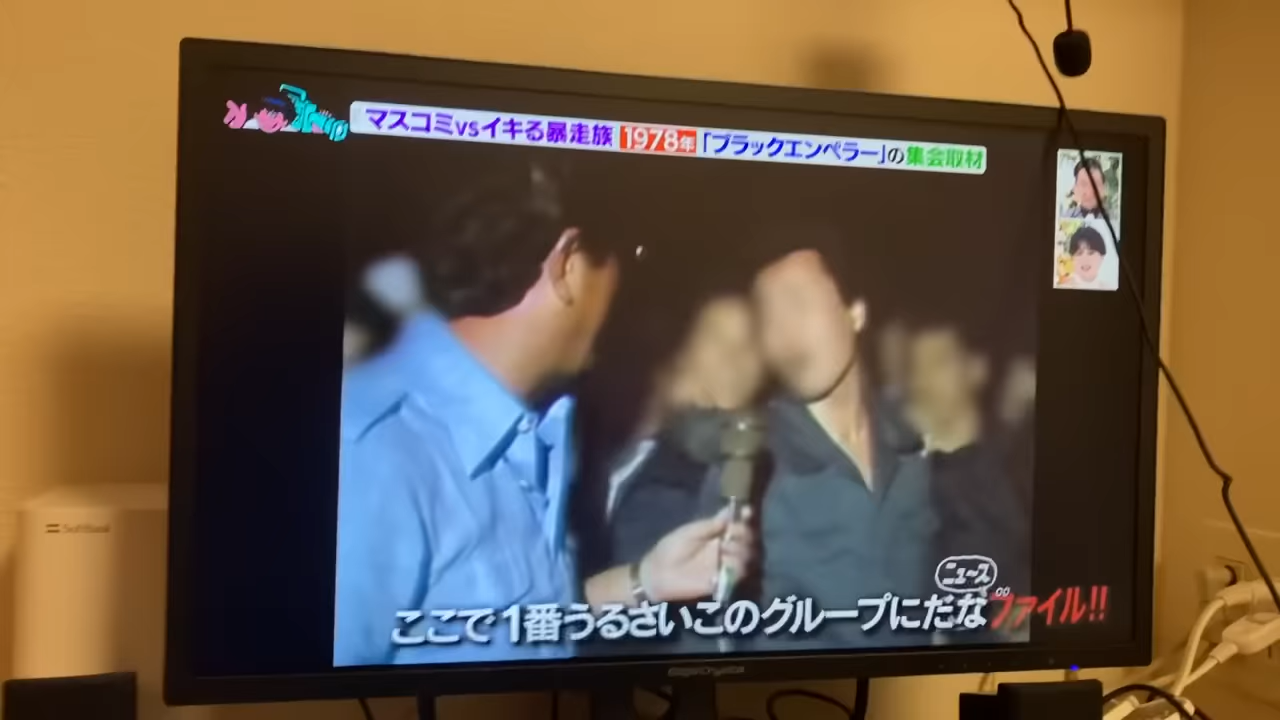 マスコミvsイキる暴走族 1978年「ブラックエンペラー」の集会取材
ニュース
ここで1番うるさいこのグループにだな
ファイル!!
SoftBank